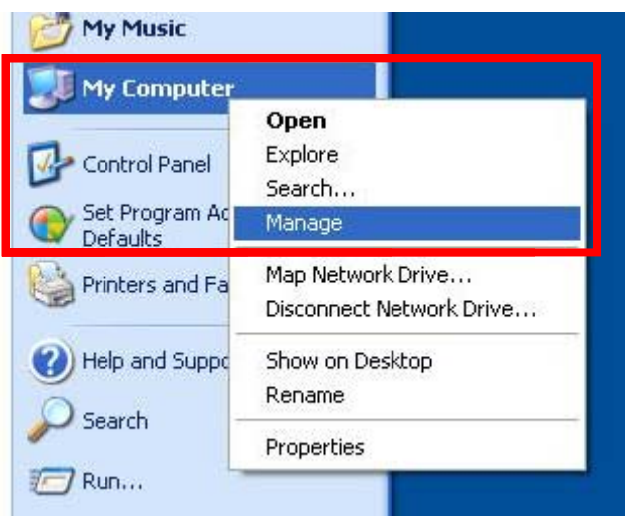 My Music
My Computer
Control Panel
Set Program Ac
Defaults
Printers and Fa
Help and Suppo
Search
Run...
Open
Explore
Search...
Manage
Map Network Drive...
Disconnect Network Drive...
Show on Desktop
Rename
Properties